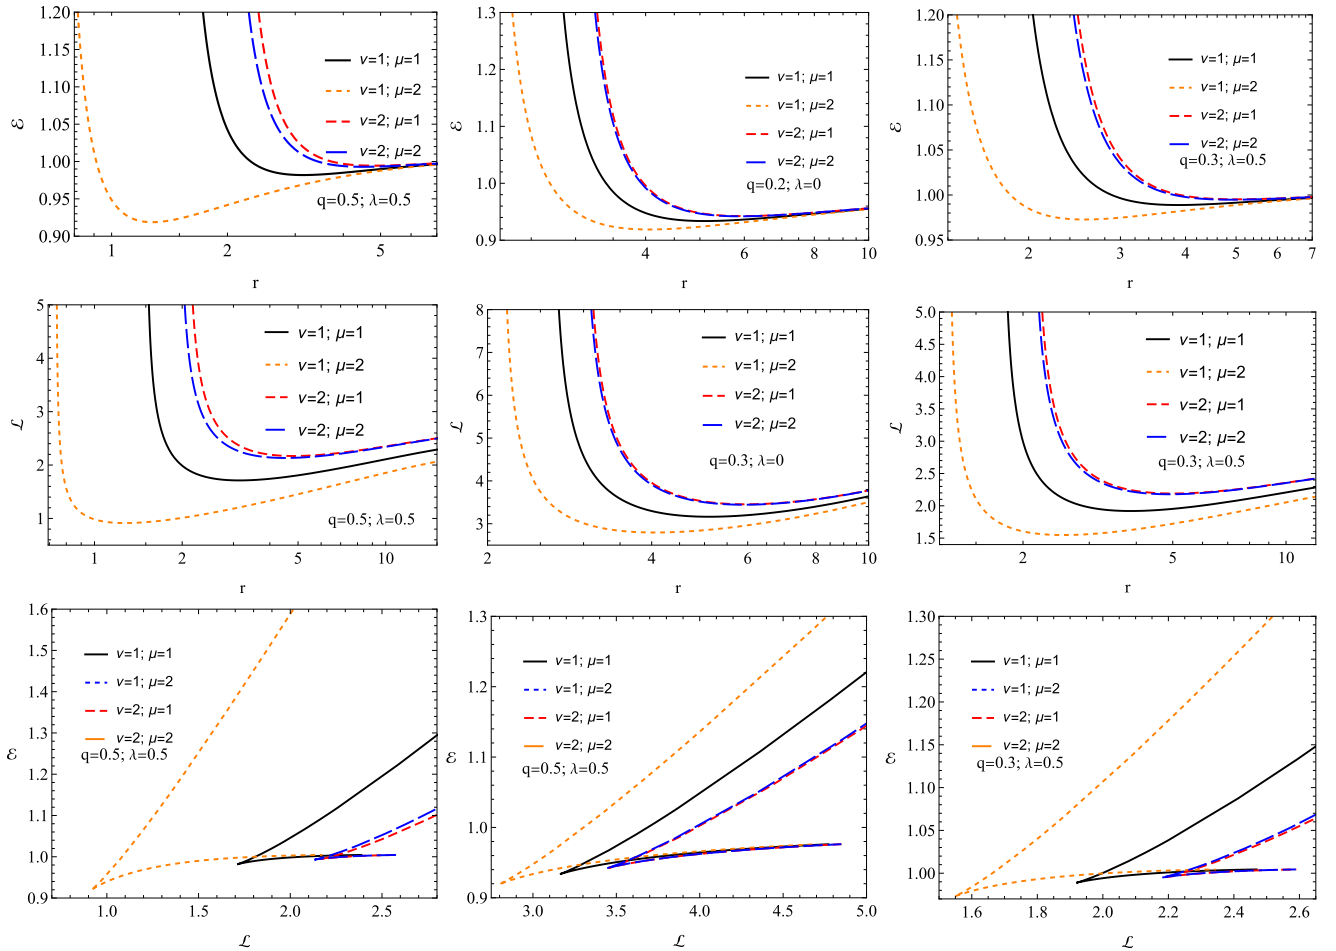 1.20
1.15
1.10
1.05
1.00
0.95
0.90
ℰ
ν=1; μ=1
ν=1; μ=2
ν=2; μ=1
ν=2; μ=2
q=0.5; λ=0.5
1 2 5
r
1.3
1.2
1.1
1.0
0.9
ℰ
ν=1; μ=1
ν=1; μ=2
ν=2; μ=1
ν=2; μ=2
q=0.2; λ=0
4 6 8 10
r
1.20
1.15
1.10
1.05
1.00
0.95
ℰ
ν=1; μ=1
ν=1; μ=2
ν=2; μ=1
ν=2; μ=2
q=0.3; λ=0.5
2 3 4 5 6 7
r
5
4
3
2
1
ℒ
ν=1; μ=1
ν=1; μ=2
ν=2; μ=1
ν=2; μ=2
q=0.5; λ=0.5
1 2 5 10
r
8
7
6
5
4
3
ℒ
ν=1; μ=1
ν=1; μ=2
ν=2; μ=1
ν=2; μ=2
q=0.3; λ=0
2 4 6 8 10
r
5.0
4.5
4.0
3.5
3.0
2.5
2.0
1.5
ℒ
ν=1; μ=1
ν=1; μ=2
ν=2; μ=1
ν=2; μ=2
q=0.3; λ=0.5
2 5 10
r
1.6
1.5
1.4
1.3
1.2
1.1
1.0
0.9
ℰ
ν=1; μ=1
ν=1; μ=2
ν=2; μ=1
ν=2; μ=2
q=0.5; λ=0.5
1.0 1.5 2.0 2.5
ℒ
1.3
1.2
1.1
1.0
0.9
ℰ
ν=1; μ=1
ν=1; μ=2
ν=2; μ=1
ν=2; μ=2
q=0.5; λ=0.5
3.0 3.5 4.0 4.5 5.0
ℒ
1.30
1.25
1.20
1.15
1.10
1.05
1.00
ℰ
ν=1; μ=1
ν=1; μ=2
ν=2; μ=1
ν=2; μ=2
q=0.3; λ=0.5
1.6 1.8 2.0 2.2 2.4 2.6
ℒ